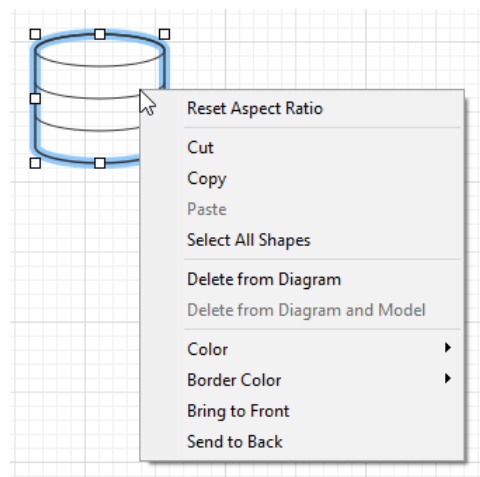 Reset Aspect Ratio
Cut
Copy
Paste
Select All Shapes
Delete from Diagram
Delete from Diagram and Model
Color
Border Color
Bring to Front
Send to Back